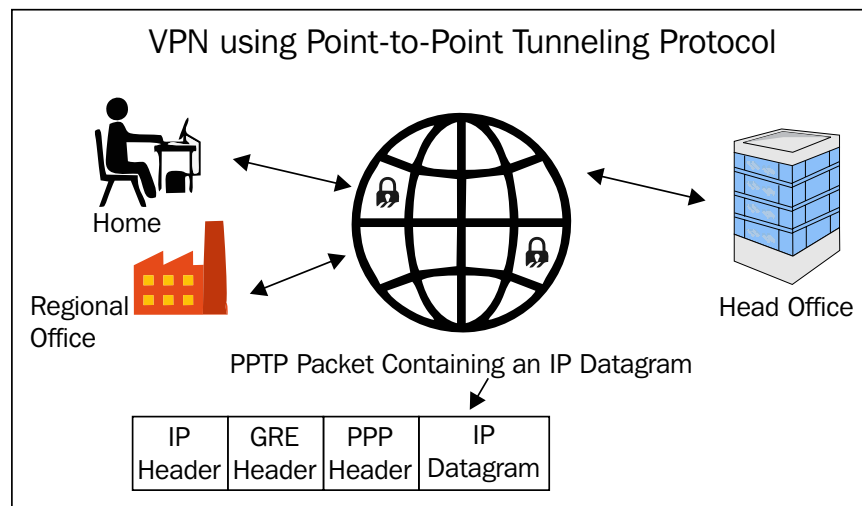 VPN using Point-to-Point Tunneling Protocol
Home
Regional
Office
Head Office
PPTP Packet Containing an IP Datagram
IP
Header
GRE
Header
PPP
Header
IP
Datagram